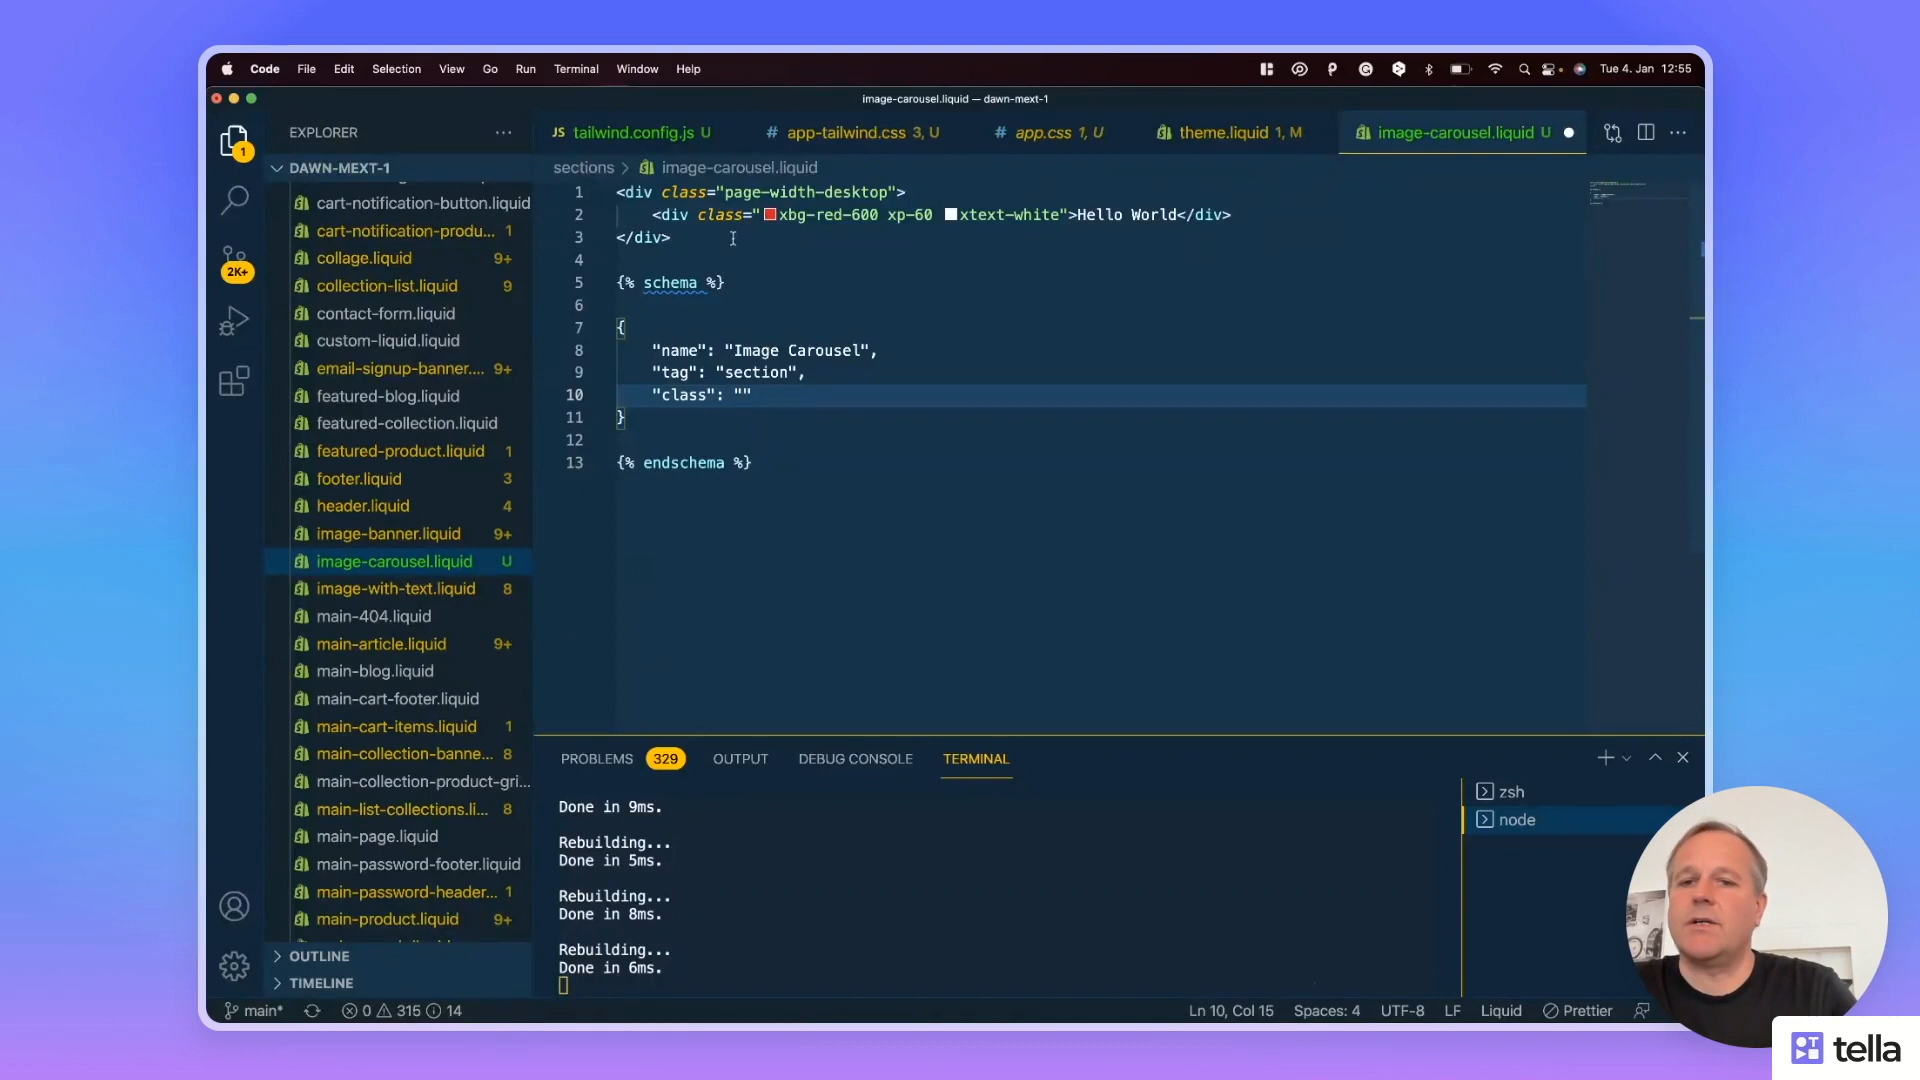 Code File Edit Selection View Go Run Terminal Window Help
Tue 4. Jan 12:55
image-carousel.liquid — dawn-mext-1
EXPLORER
JS tailwind.config.js U
# app-tailwind.css 3, U
# app.css 1, U
theme.liquid 1, M
image-carousel.liquid U
1
2K+
DAWN-MEXT-1
cart-notification-button.liquid
cart-notification-produ... 1
collage.liquid 9+
collection-list.liquid 9
contact-form.liquid
custom-liquid.liquid
email-signup-banner.... 9+
featured-blog.liquid
featured-collection.liquid
featured-product.liquid 1
footer.liquid 3
header.liquid 4
image-banner.liquid 9+
image-carousel.liquid U
image-with-text.liquid 8
main-404.liquid
main-article.liquid 9+
main-blog.liquid
main-cart-footer.liquid
main-cart-items.liquid 1
main-collection-banne... 8
main-collection-product-gri...
main-list-collections.li... 8
main-page.liquid
main-password-footer.liquid
main-password-header... 1
main-product.liquid 9+
OUTLINE
TIMELINE
sections > image-carousel.liquid
1 <div class="page-width-desktop">
2 <div class="xbg-red-600 xp-60 xtext-white">Hello World</div>
3 </div>
4
5 {% schema %}
6
7 {
8 "name": "Image Carousel",
9 "tag": "section",
10 "class": ""
11 }
12
13 {% endschema %}
PROBLEMS 329 OUTPUT DEBUG CONSOLE TERMINAL
Done in 9ms.
Rebuilding...
Done in 5ms.
Rebuilding...
Done in 8ms.
Rebuilding...
Done in 6ms.
zsh
node
main* 0 315 14
Ln 10, Col 15 Spaces: 4 UTF-8 LF Liquid Prettier
tella